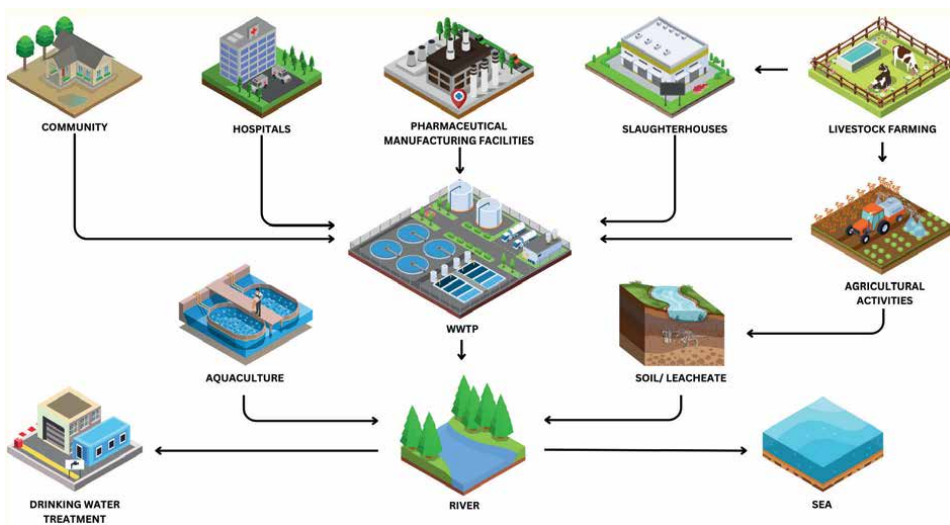 COMMUNITY
HOSPITALS
PHARMACEUTICAL
MANUFACTURING FACILITIES
SLAUGHTERHOUSES
LIVESTOCK FARMING
AGRICULTURAL
ACTIVITIES
WWTP
AQUACULTURE
SOIL/ LEACHEATE
DRINKING WATER
TREATMENT
RIVER
SEA